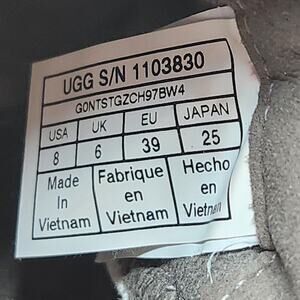 UGG S/N 1103830
G0NTSTGZCH97BW4
USA UK EU JAPAN
8 6 39 25
Made Fabrique Hecho
In en en
Vietnam Vietnam Vietnam